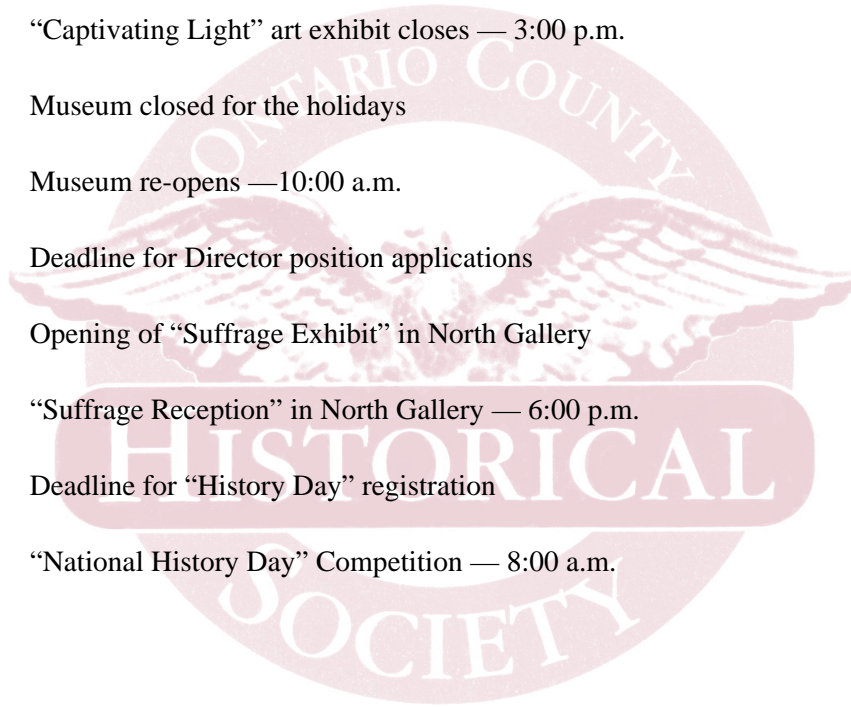 “Captivating Light” art exhibit closes — 3:00 p.m.
ONTARIO COUNTY
Museum closed for the holidays
Museum re-opens —10:00 a.m.
Deadline for Director position applications
Opening of “Suffrage Exhibit” in North Gallery
“Suffrage Reception” in North Gallery — 6:00 p.m.
HISTORICAL
Deadline for “History Day” registration
“National History Day” Competition — 8:00 a.m.
SOCIETY